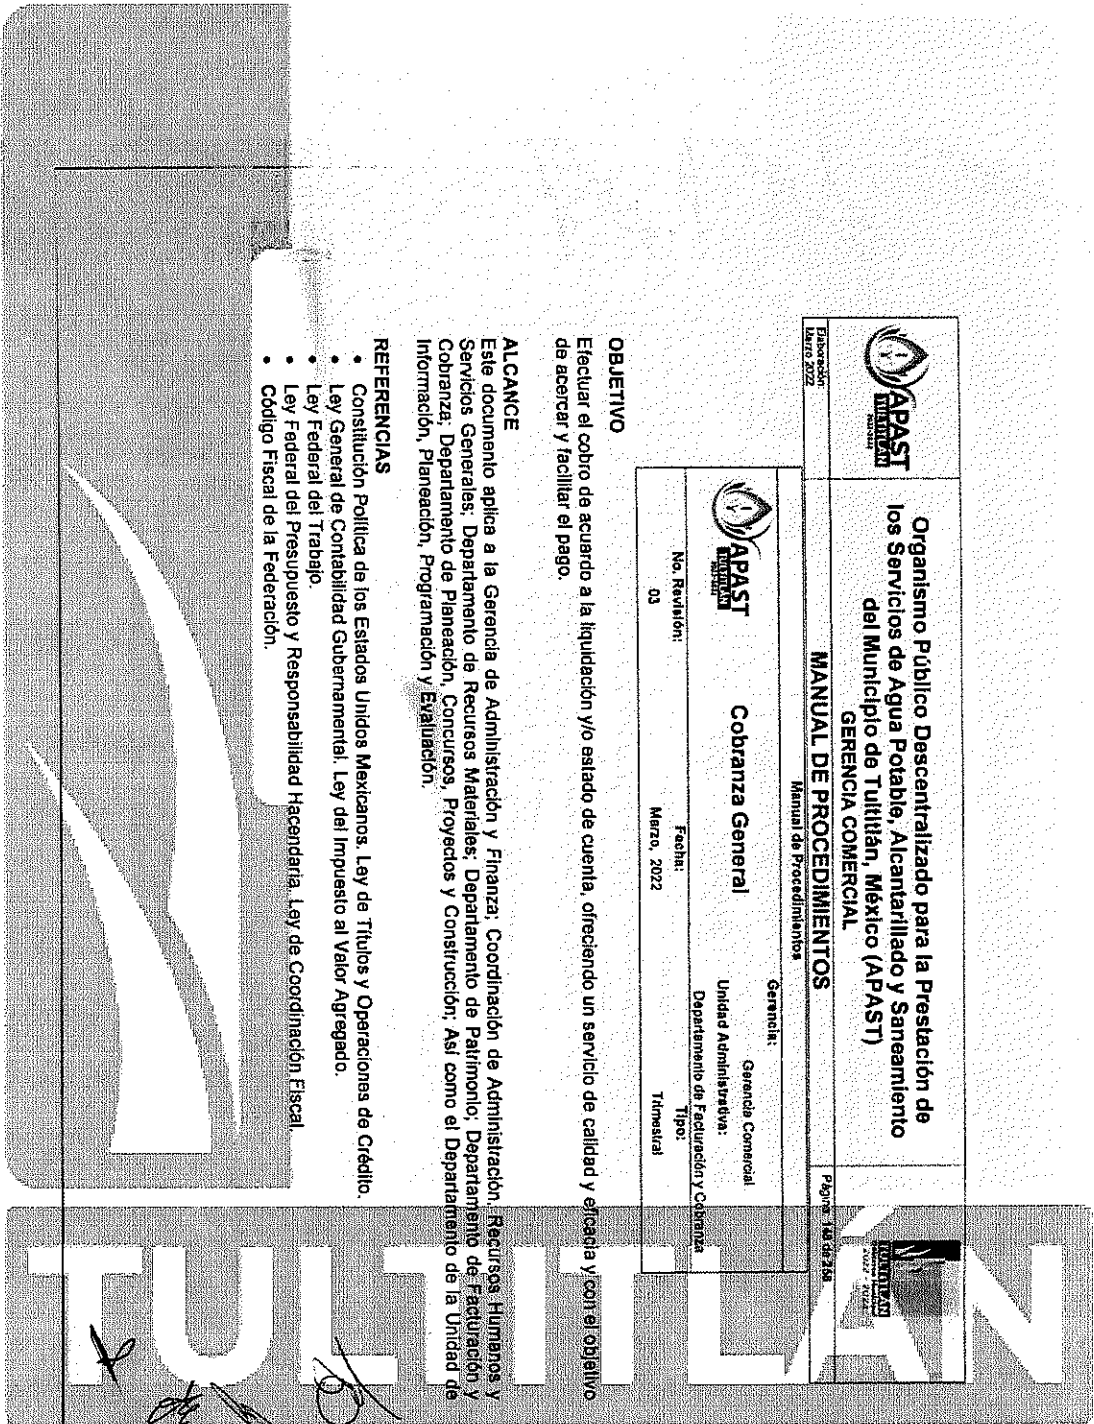 APAST
TULTITLÁN
Organismo Público Descentralizado para la Prestación de
los Servicios de Agua Potable, Alcantarillado y Saneamiento
del Municipio de Tultitlán, México (APAST)
GERENCIA COMERCIAL
TULTITLÁN
Elaboración:
Marzo 2022
MANUAL DE PROCEDIMIENTOS
Página: 148 de 258
Manual de Procedimientos
APAST
TULTITLÁN
Cobranza General
Gerencia:
Gerencia Comercial
Unidad Administrativa:
Departamento de Facturación y Cobranza
No. Revisión:
03
Fecha:
Marzo, 2022
Tipo:
Trimestral
OBJETIVO
Efectuar el cobro de acuerdo a la liquidación y/o estado de cuenta, ofreciendo un servicio de calidad y eficacia y con el objetivo
de acercar y facilitar el pago.
ALCANCE
Este documento aplica a la Gerencia de Administración y Finanza; Coordinación de Administración, Recursos Humanos y
Servicios Generales; Departamento de Recursos Materiales; Departamento de Patrimonio; Departamento de Facturación y
Cobranza; Departamento de Planeación, Concursos, Proyectos y Construcción; Así como el Departamento de la Unidad de
Información, Planeación, Programación y Evaluación.
REFERENCIAS
• Constitución Política de los Estados Unidos Mexicanos. Ley de Títulos y Operaciones de Crédito.
• Ley General de Contabilidad Gubernamental. Ley del Impuesto al Valor Agregado.
• Ley Federal del Trabajo.
• Ley Federal del Presupuesto y Responsabilidad Hacendaria. Ley de Coordinación Fiscal.
• Código Fiscal de la Federación.
TULTITLÁN